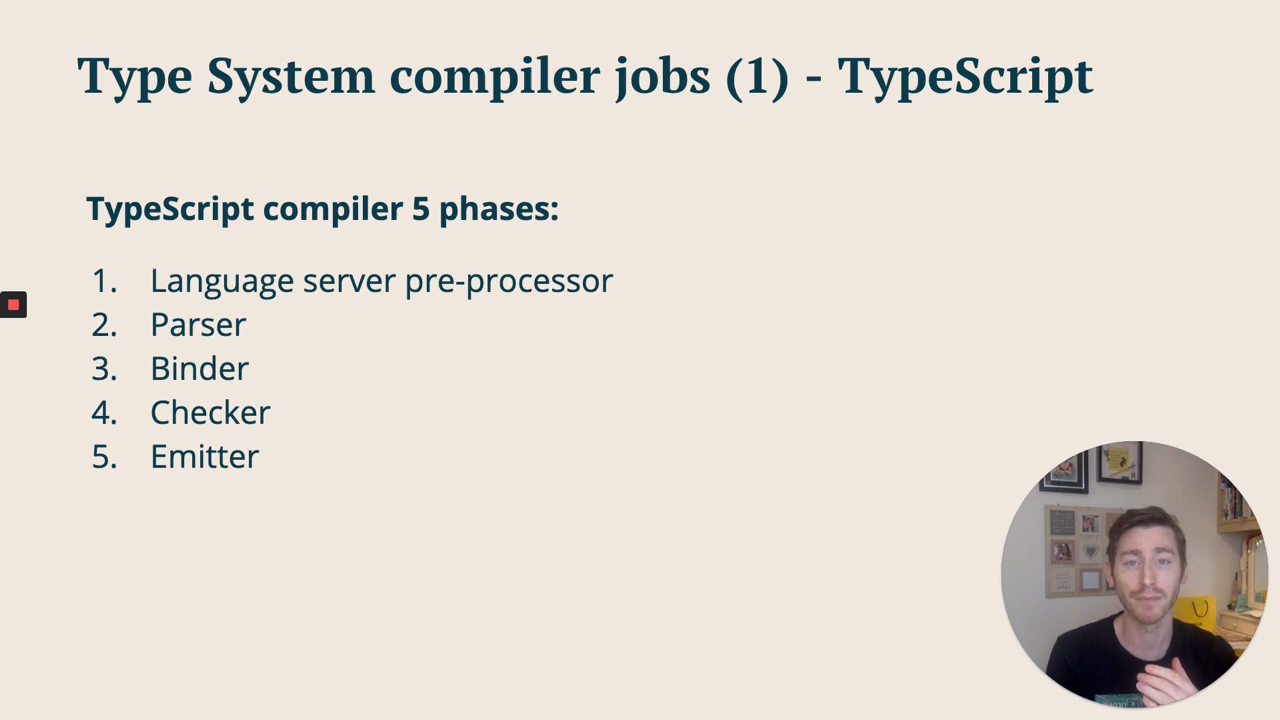 Type System compiler jobs (1) - TypeScript
TypeScript compiler 5 phases:
1. Language server pre-processor
2. Parser
3. Binder
4. Checker
5. Emitter